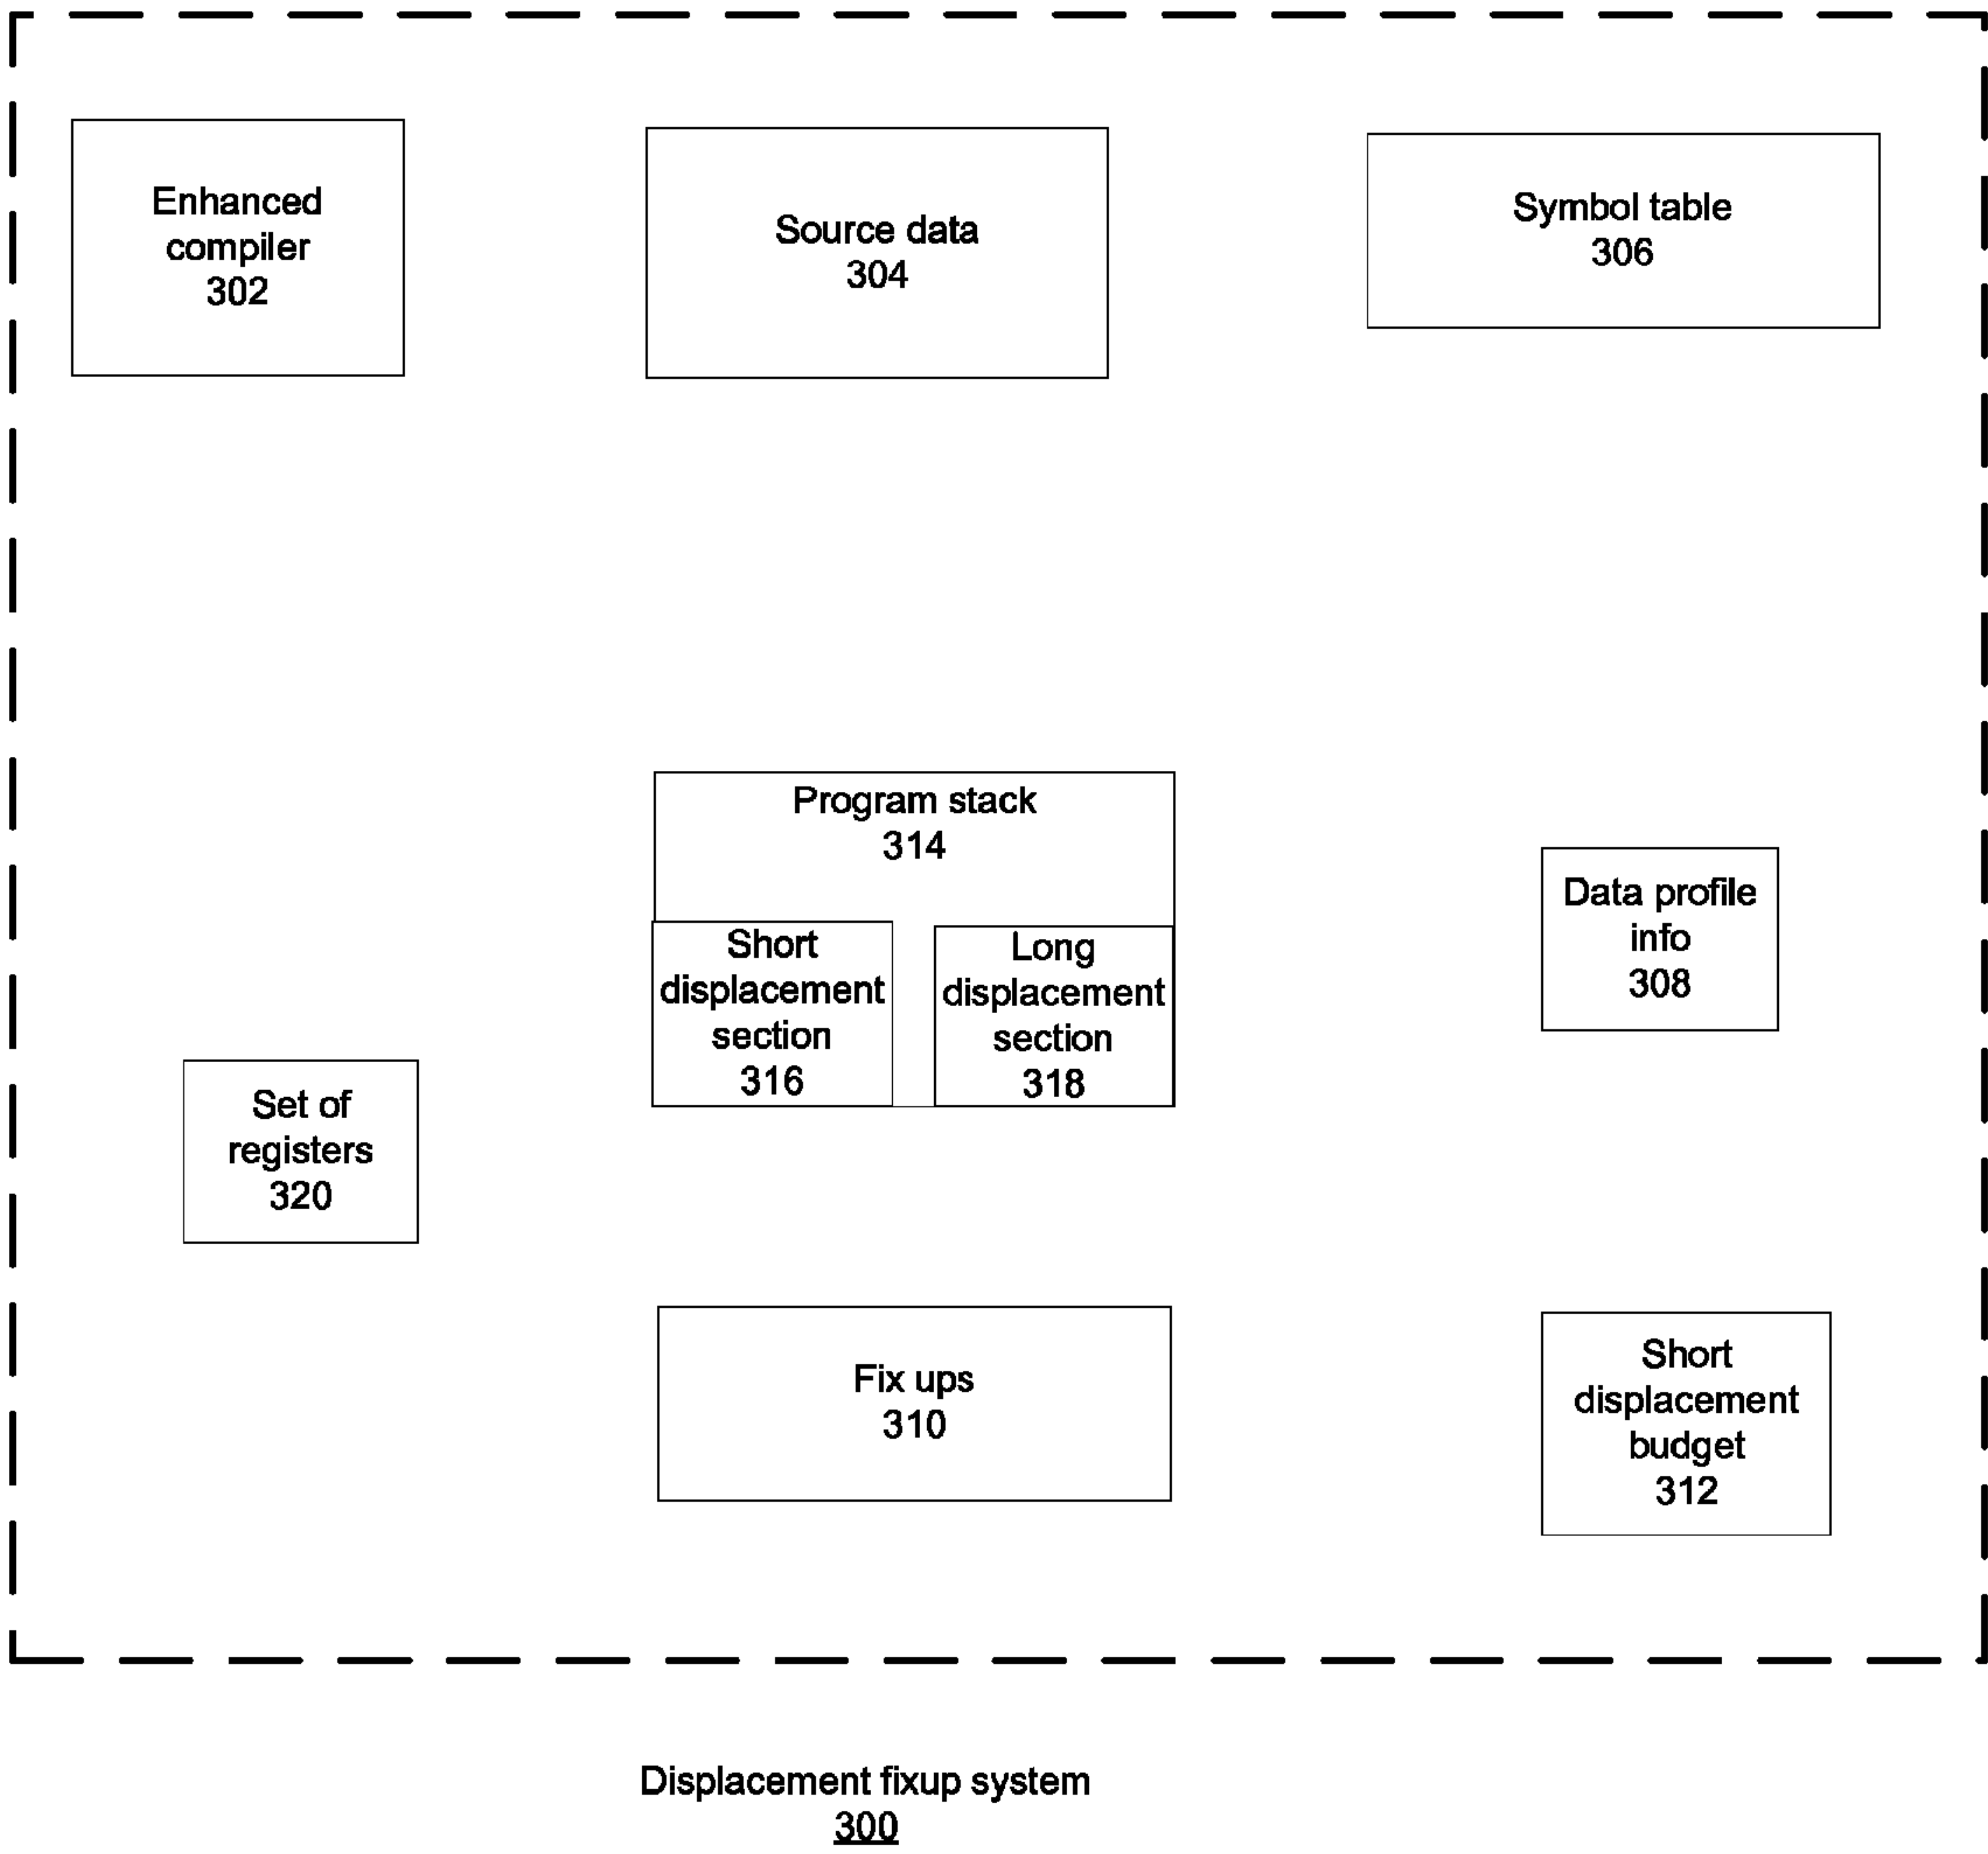 Enhanced
compiler
302
Source data
304
Symbol table
306
Program stack
314
Short
displacement
section
316
Long
displacement
section
318
Data profile
info
308
Set of
registers
320
Fix ups
310
Short
displacement
budget
312
Displacement fixup system
300